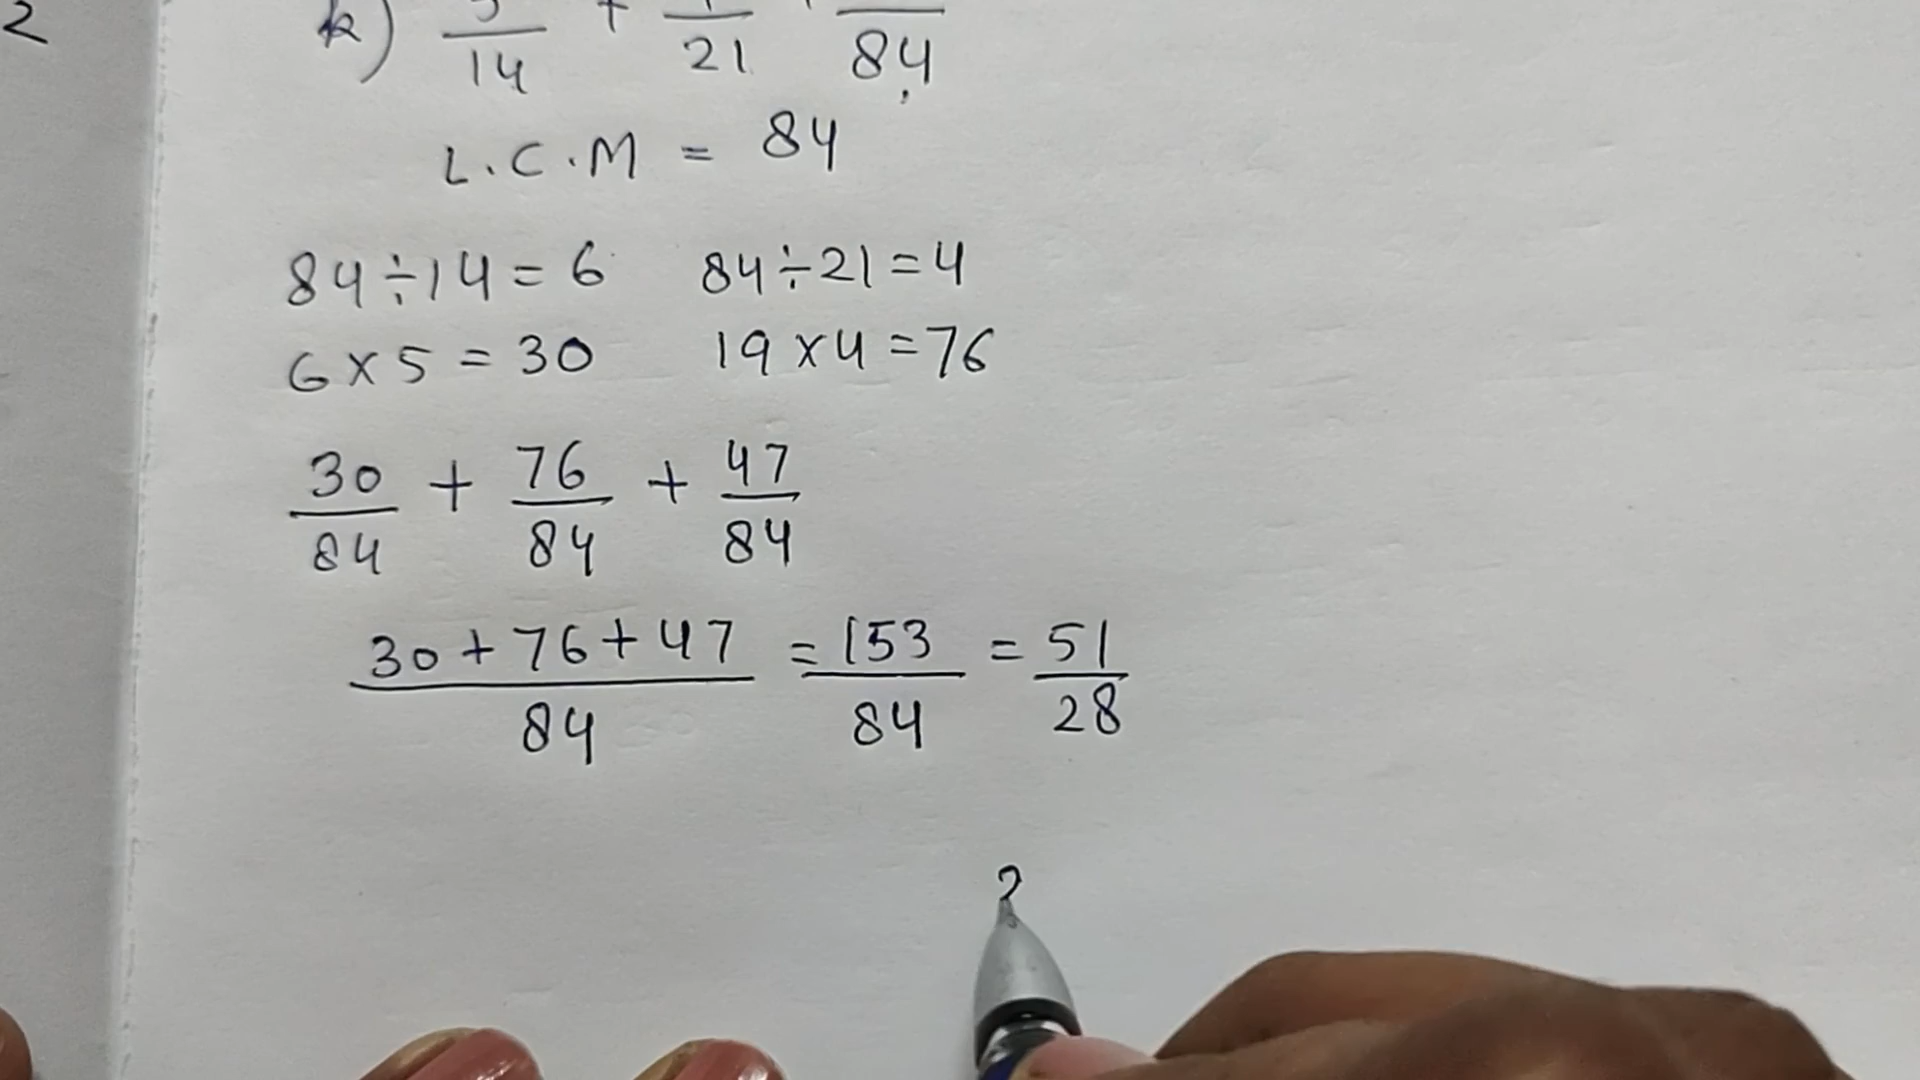 2
k) /14 + /21 /84
L.C.M = 84
84÷14=6 84÷21=4
6×5=30 19×4=76
30/84 + 76/84 + 47/84
30+76+47/84 = 153/84 = 51/28
2